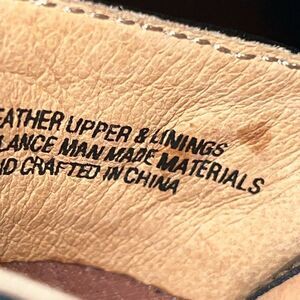 EATHER UPPER & LININGS
LANCE MAN MADE MATERIALS
ND CRAFTED IN CHINA